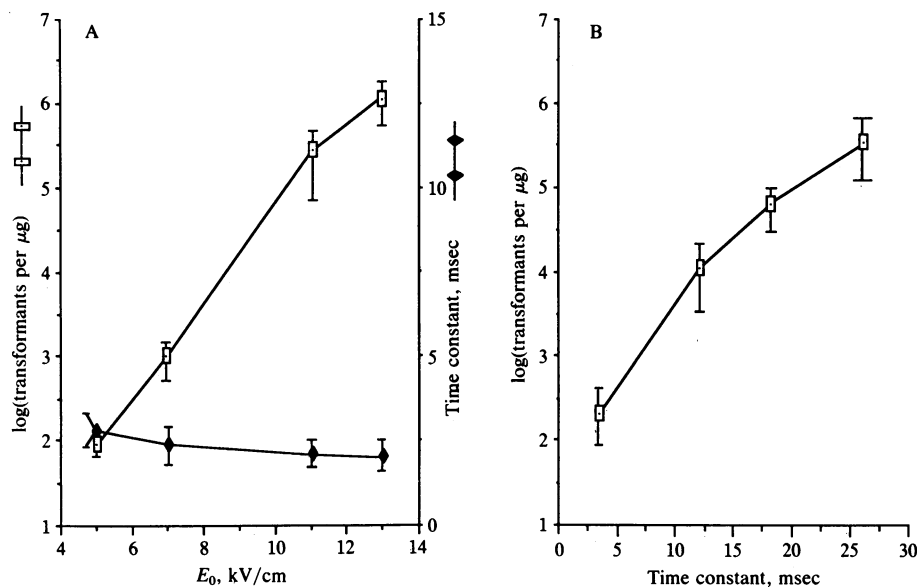 A
log(transformants per μg)
7
6
5
4
3
2
1
4 6 8 10 12 14
E₀, kV/cm
15
10
5
0
Time constant, msec
B
log(transformants per μg)
7
6
5
4
3
2
1
0 5 10 15 20 25 30
Time constant, msec